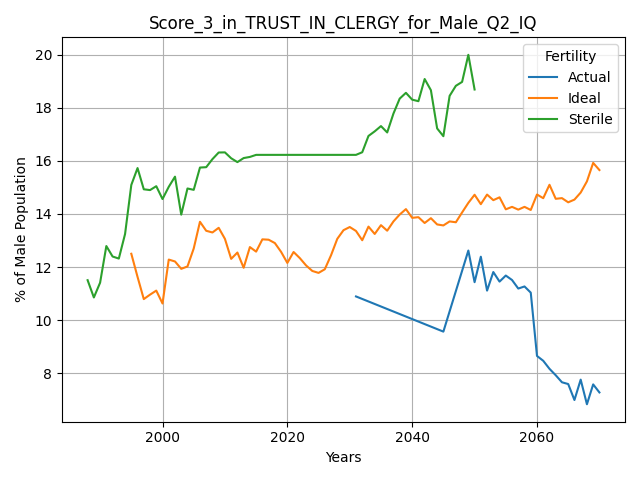 Score_3_in_TRUST_IN_CLERGY_for_Male_Q2_IQ
Fertility
Actual
Ideal
Sterile
% of Male Population
20
18
16
14
12
10
8
2000
2020
2040
2060
Years